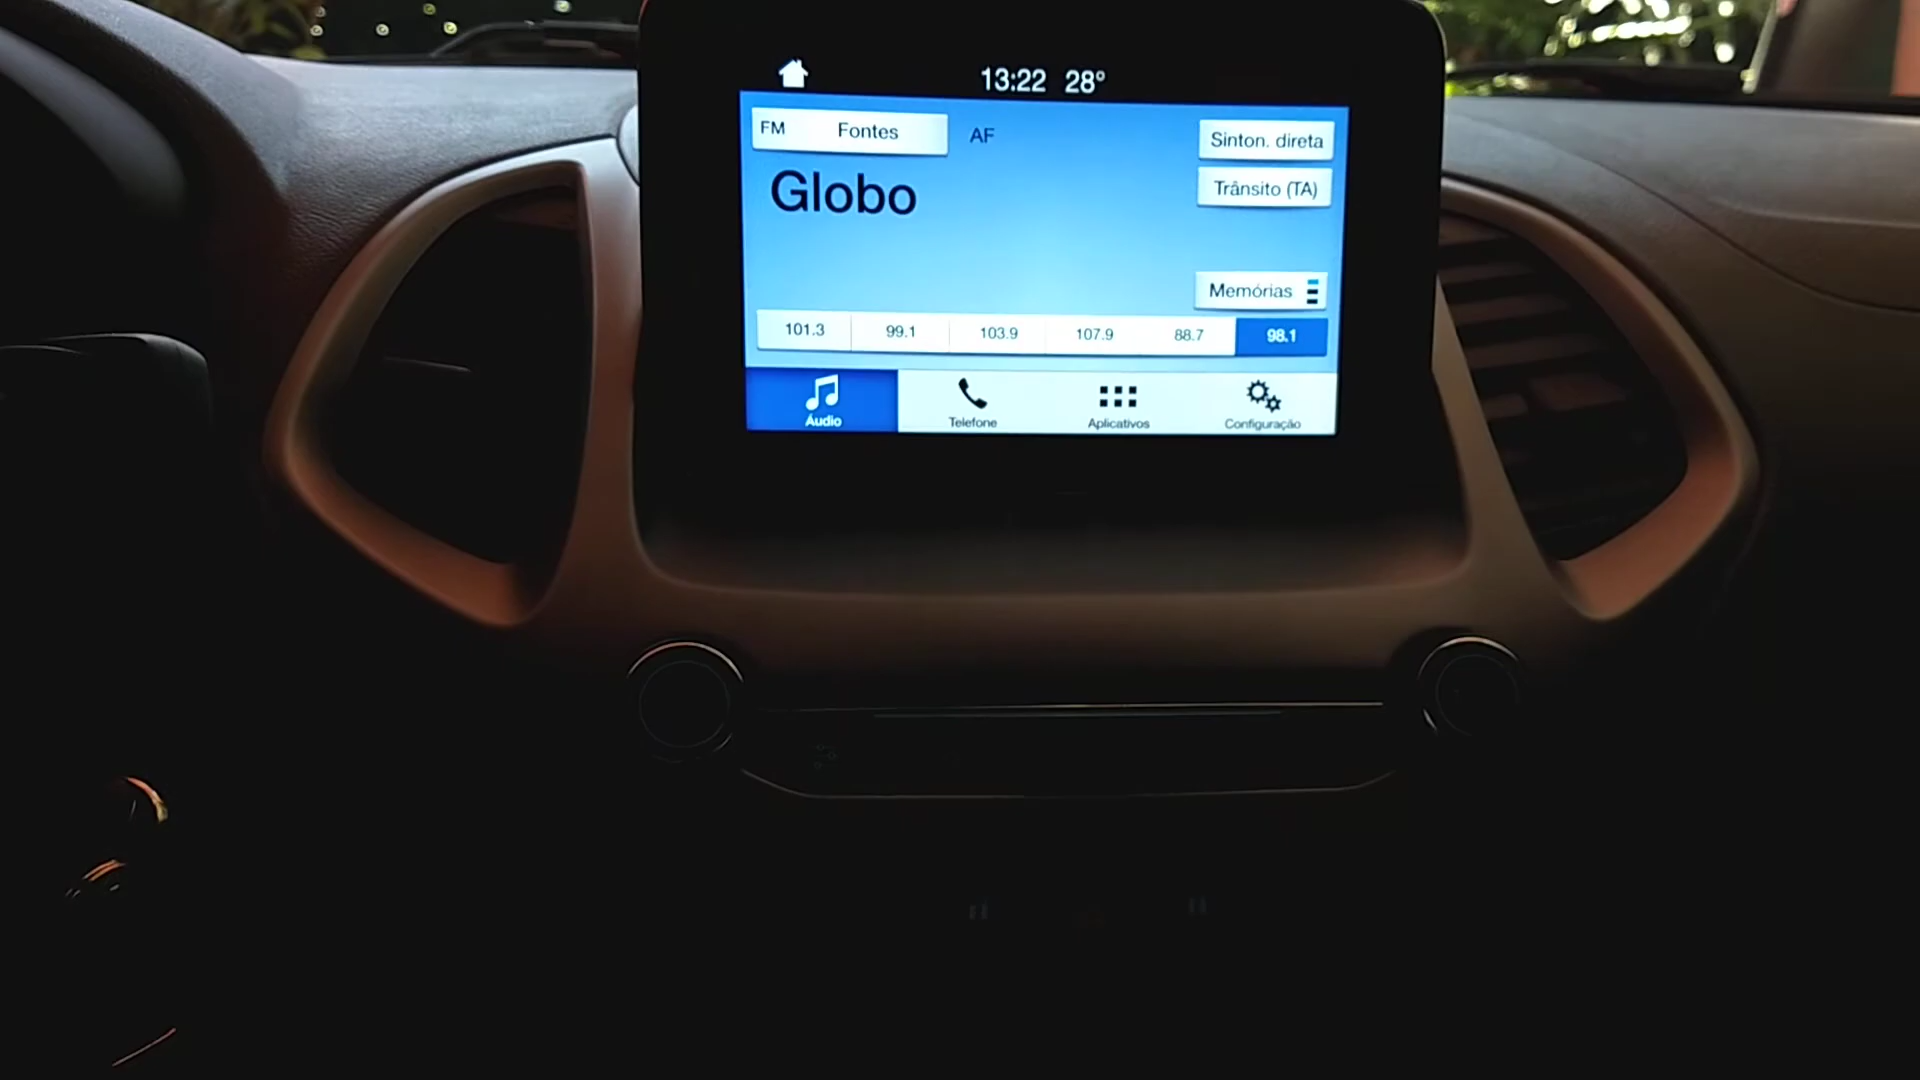 13:22 28°
FM Fontes AF Sinton. direta
Trânsito (TA)
Globo
Memórias
101.3 99.1 103.9 107.9 88.7 98.1
Áudio Telefone Aplicativos Configuração